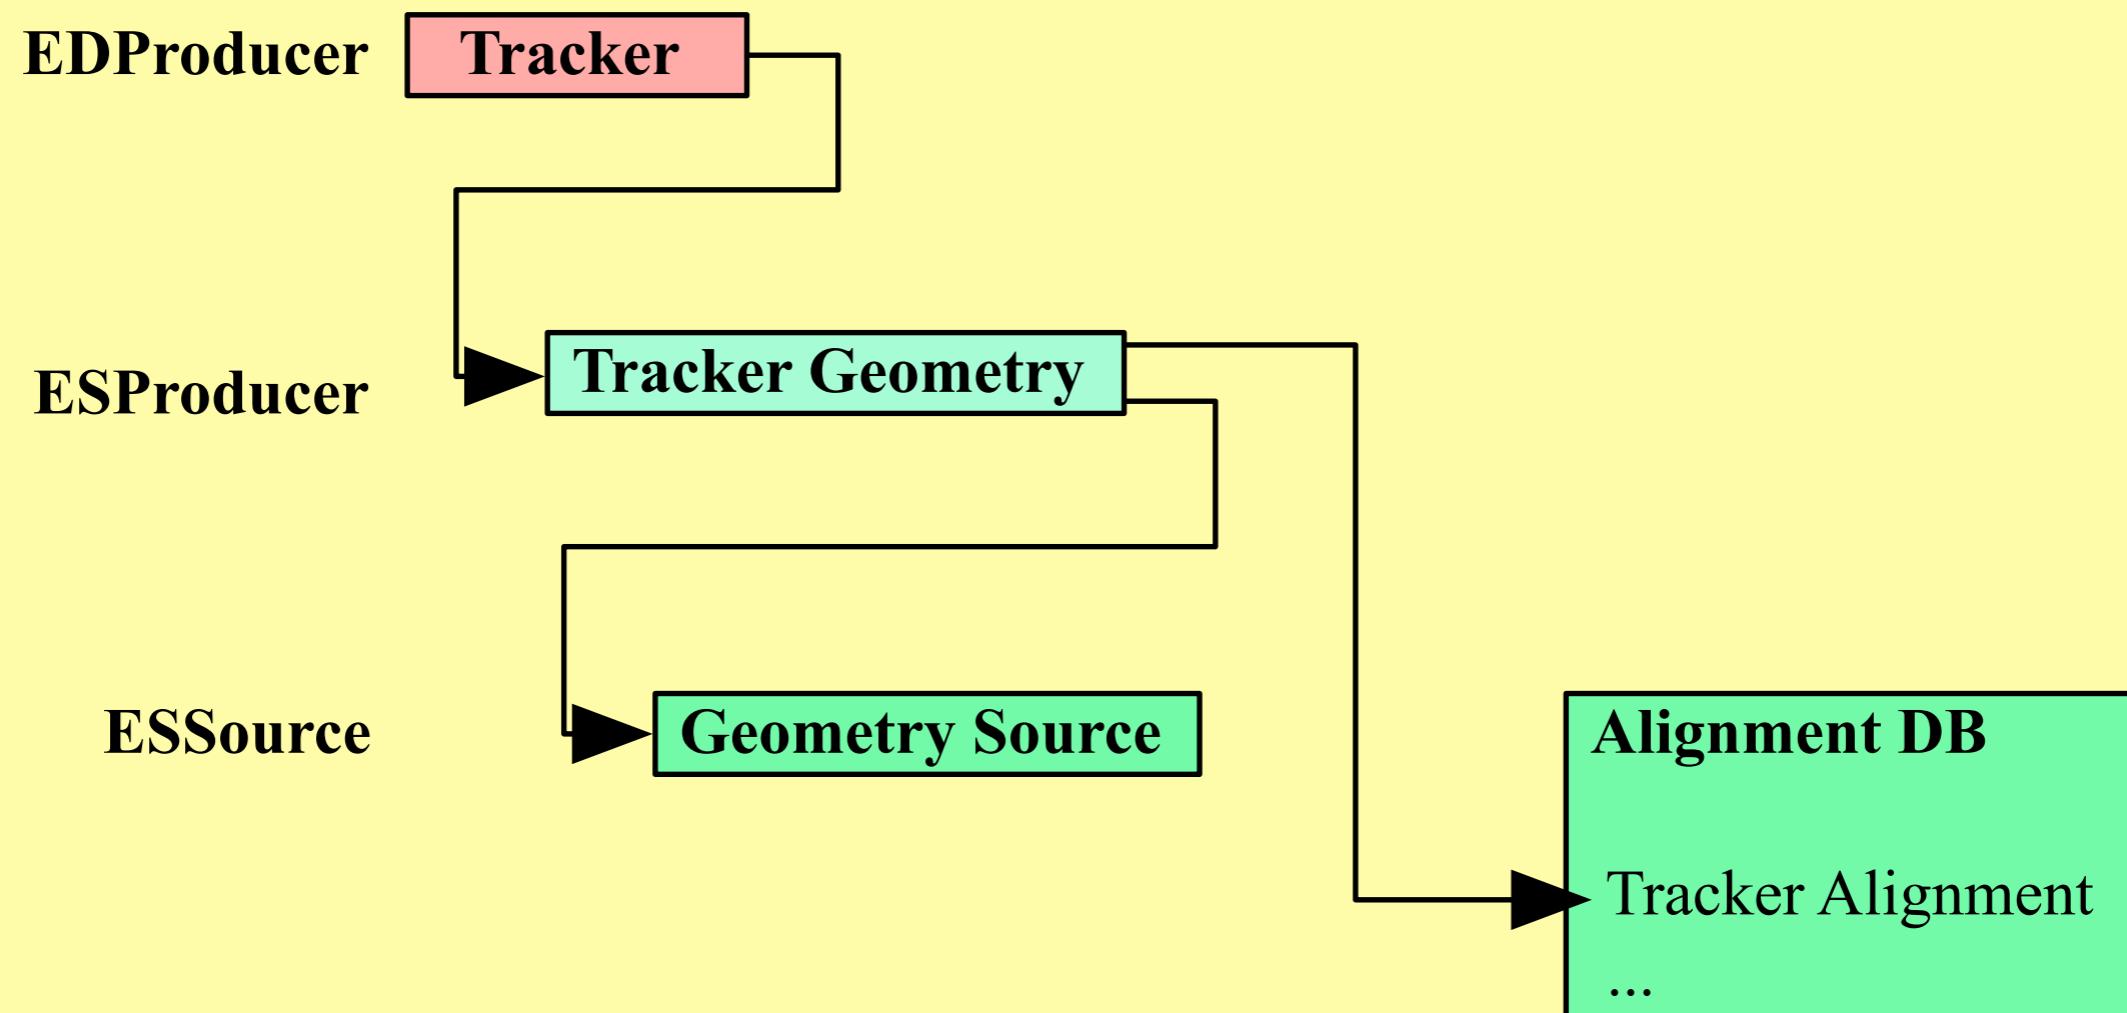 EDProducer
Tracker
ESProducer
Tracker Geometry
ESSource
Geometry Source
Alignment DB
Tracker Alignment
...